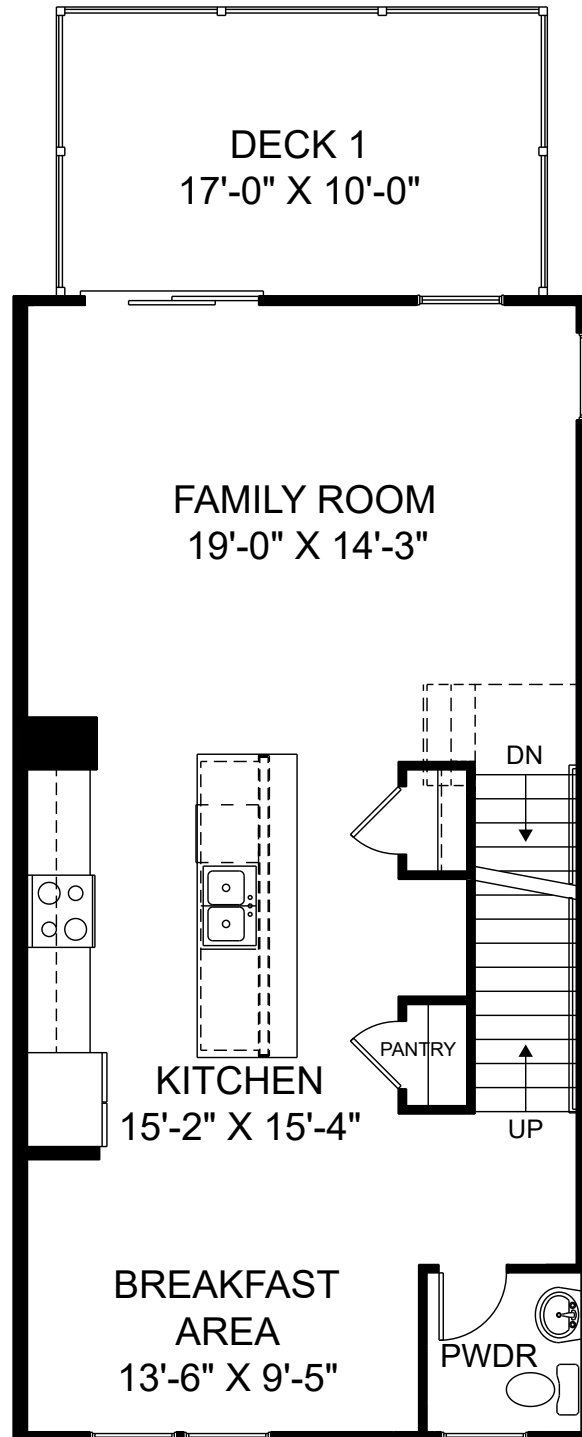 DECK 1
17'-0" X 10'-0"
FAMILY ROOM
19'-0" X 14'-3"
DN
PANTRY
KITCHEN
15'-2" X 15'-4"
UP
BREAKFAST
AREA
13'-6" X 9'-5"
PWDR